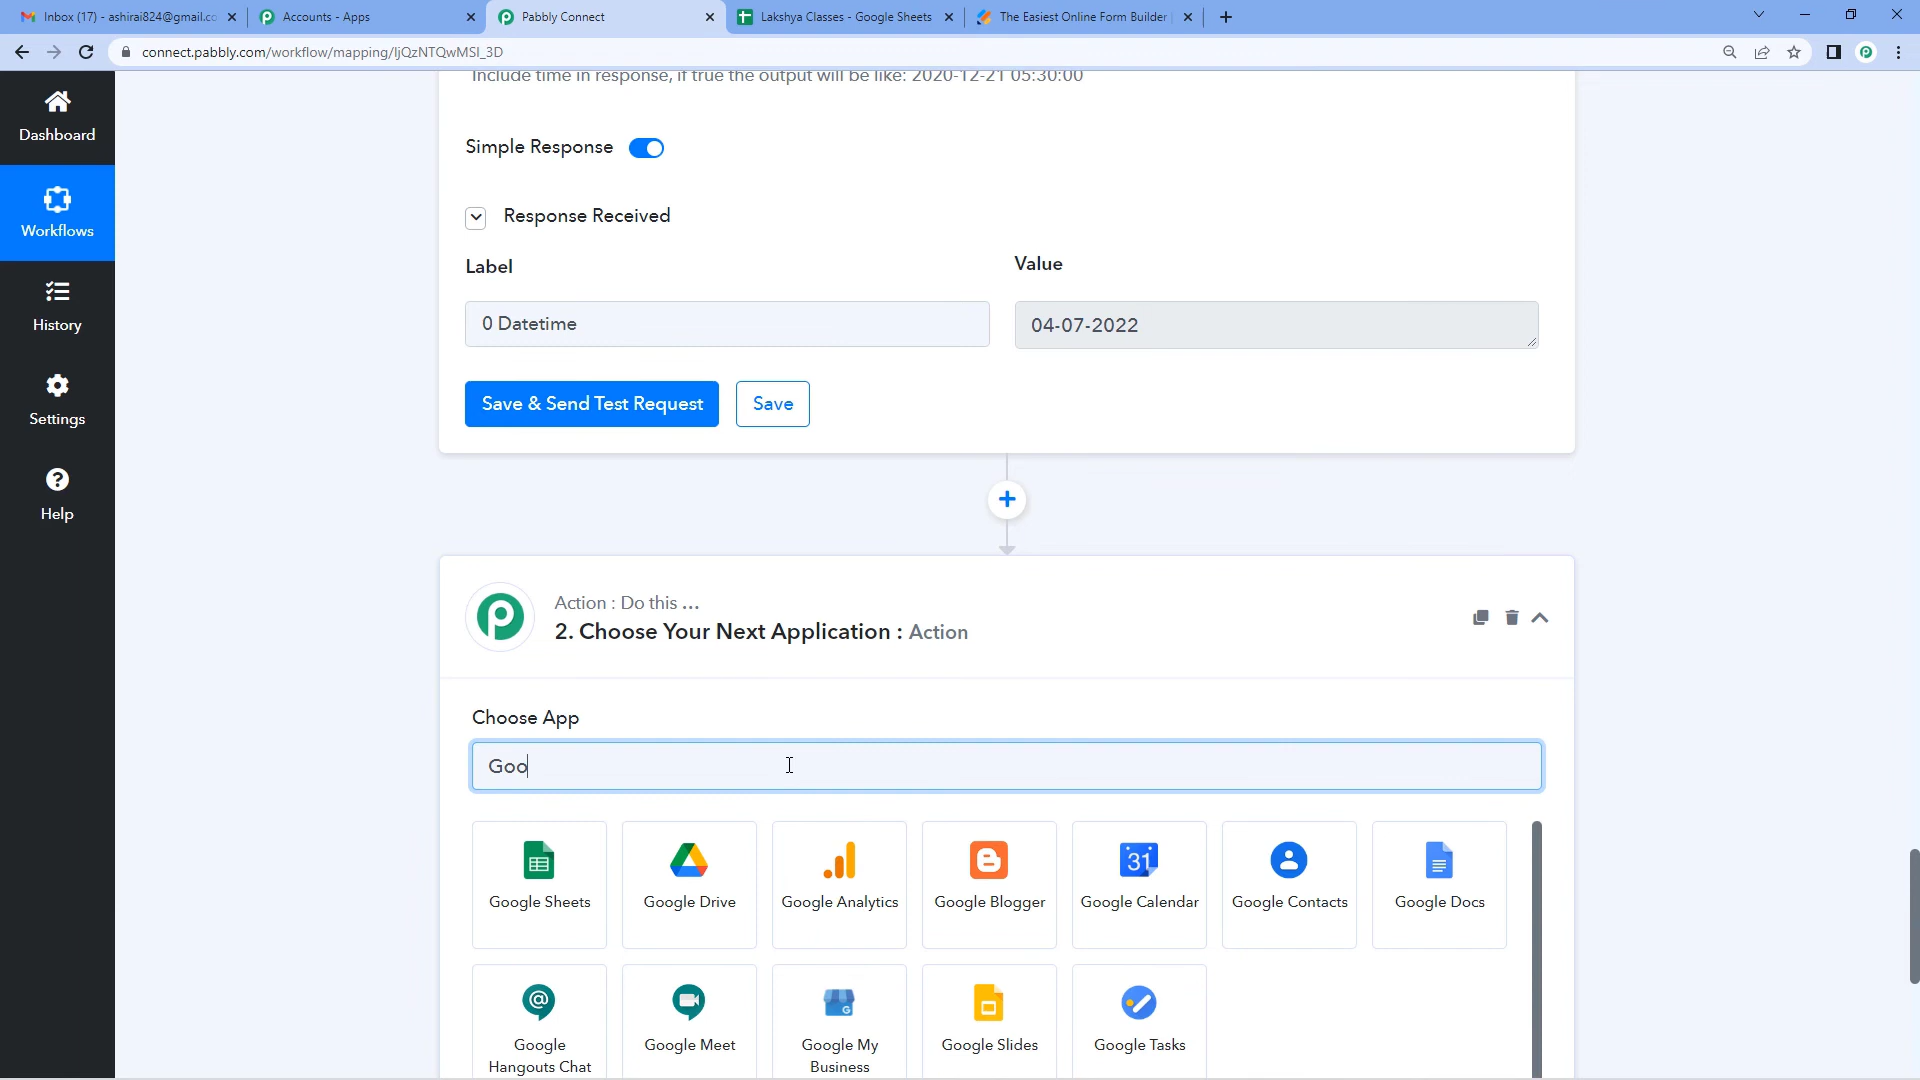 Inbox (17) - ashirai824@gmail.co
Accounts - Apps
Pabbly Connect
Lakshya Classes - Google Sheets
The Easiest Online Form Builder
connect.pabbly.com/workflow/mapping/IjQzNTQwMSI_3D
Include time in response, if true the output will be like: 2020-12-21 05:30:00
Dashboard
Simple Response
Workflows
Response Received
Label
Value
0 Datetime
04-07-2022
History
Save & Send Test Request
Save
Settings
Help
Action : Do this ...
2. Choose Your Next Application : Action
Choose App
Goo
Google Sheets
Google Drive
Google Analytics
Google Blogger
Google Calendar
31
Google Contacts
Google Docs
Google Hangouts Chat
Google Meet
Google My Business
Google Slides
Google Tasks